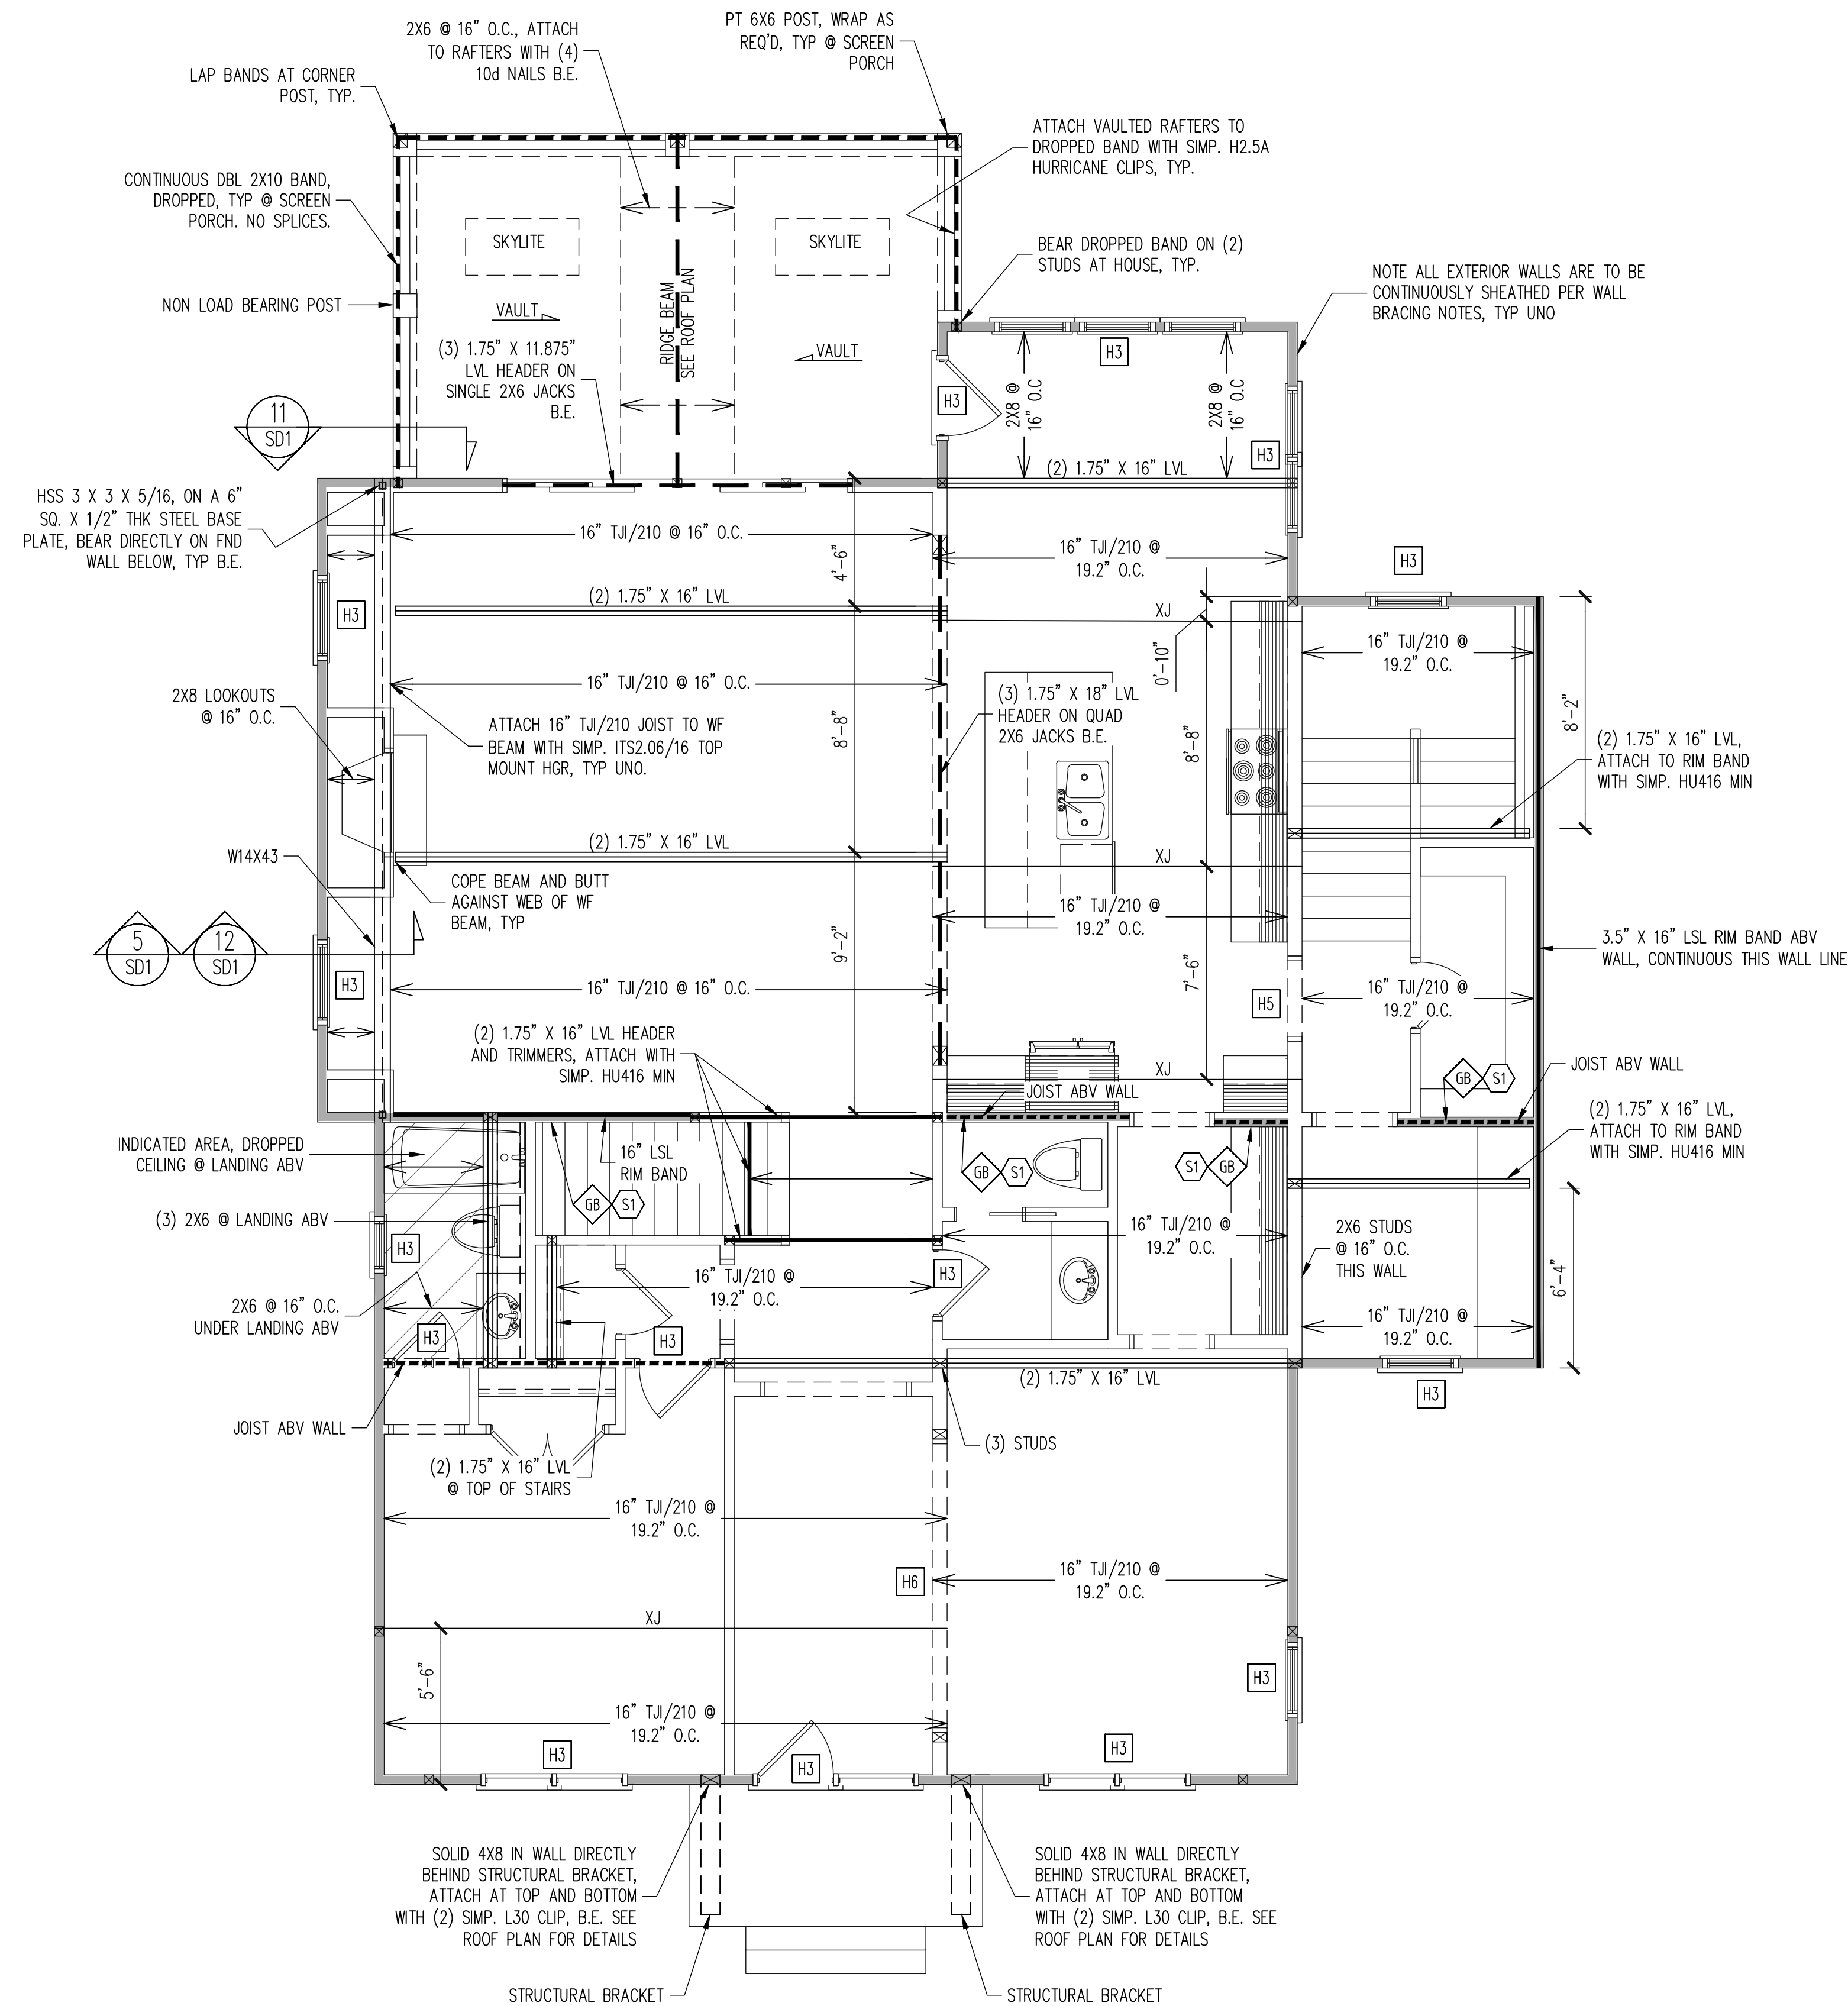 2X6 @ 16" O.C., ATTACH
TO RAFTERS WITH (4)
10d NAILS B.E.
PT 6X6 POST, WRAP AS
REQ'D, TYP @ SCREEN
PORCH
LAP BANDS AT CORNER
POST, TYP.
ATTACH VAULTED RAFTERS TO
DROPPED BAND WITH SIMP. H2.5A
HURRICANE CLIPS, TYP.
CONTINUOUS DBL 2X10 BAND,
DROPPED, TYP @ SCREEN
PORCH. NO SPLICES.
SKYLITE
SKYLITE
BEAR DROPPED BAND ON (2)
STUDS AT HOUSE, TYP.
NOTE ALL EXTERIOR WALLS ARE TO BE
CONTINUOUSLY SHEATHED PER WALL
BRACING NOTES, TYP UNO
NON LOAD BEARING POST
VAULT
RIDGE BEAM
SEE ROOF PLAN
VAULT
(3) 1.75" X 11.875"
LVL HEADER ON
SINGLE 2X6 JACKS
B.E.
H3
H3
2X8 @
16" O.C
2X8 @
16" O.C
H3
11
SD1
(2) 1.75" X 16" LVL
HSS 3 X 3 X 5/16, ON A 6"
SQ. X 1/2" THK STEEL BASE
PLATE, BEAR DIRECTLY ON FND
WALL BELOW, TYP B.E.
16" TJI/210 @ 16" O.C.
4'-6"
16" TJI/210 @
19.2" O.C.
H3
H3
(2) 1.75" X 16" LVL
XJ
0'-10"
16" TJI/210 @
19.2" O.C.
8'-2"
2X8 LOOKOUTS
@ 16" O.C.
16" TJI/210 @ 16" O.C.
ATTACH 16" TJI/210 JOIST TO WF
BEAM WITH SIMP. ITS2.06/16 TOP
MOUNT HGR, TYP UNO.
8'-8"
(3) 1.75" X 18" LVL
HEADER ON QUAD
2X6 JACKS B.E.
8'-8"
(2) 1.75" X 16" LVL,
ATTACH TO RIM BAND
WITH SIMP. HU416 MIN
W14X43
(2) 1.75" X 16" LVL
XJ
COPE BEAM AND BUTT
AGAINST WEB OF WF
BEAM, TYP
16" TJI/210 @
19.2" O.C.
5
SD1
12
SD1
9'-2"
7'-6"
3.5" X 16" LSL RIM BAND ABV
WALL, CONTINUOUS THIS WALL LINE
H3
16" TJI/210 @ 16" O.C.
H5
16" TJI/210 @
19.2" O.C.
(2) 1.75" X 16" LVL HEADER
AND TRIMMERS, ATTACH WITH
SIMP. HU416 MIN
XJ
JOIST ABV WALL
GB
S1
JOIST ABV WALL
(2) 1.75" X 16" LVL,
ATTACH TO RIM BAND
WITH SIMP. HU416 MIN
INDICATED AREA, DROPPED
CEILING @ LANDING ABV
16" LSL
RIM BAND
GB
S1
GB
S1
S1
GB
(3) 2X6 @ LANDING ABV
H3
16" TJI/210 @
19.2" O.C.
2X6 STUDS
@ 16" O.C.
THIS WALL
6'-4"
16" TJI/210 @
19.2" O.C.
H3
2X6 @ 16" O.C.
UNDER LANDING ABV
H3
H3
16" TJI/210 @
19.2" O.C.
(2) 1.75" X 16" LVL
H3
JOIST ABV WALL
(3) STUDS
(2) 1.75" X 16" LVL
@ TOP OF STAIRS
16" TJI/210 @
19.2" O.C.
H6
16" TJI/210 @
19.2" O.C.
XJ
5'-6"
H3
16" TJI/210 @
19.2" O.C.
H3
H3
H3
SOLID 4X8 IN WALL DIRECTLY
BEHIND STRUCTURAL BRACKET,
ATTACH AT TOP AND BOTTOM
WITH (2) SIMP. L30 CLIP, B.E. SEE
ROOF PLAN FOR DETAILS
SOLID 4X8 IN WALL DIRECTLY
BEHIND STRUCTURAL BRACKET,
ATTACH AT TOP AND BOTTOM
WITH (2) SIMP. L30 CLIP, B.E. SEE
ROOF PLAN FOR DETAILS
STRUCTURAL BRACKET
STRUCTURAL BRACKET